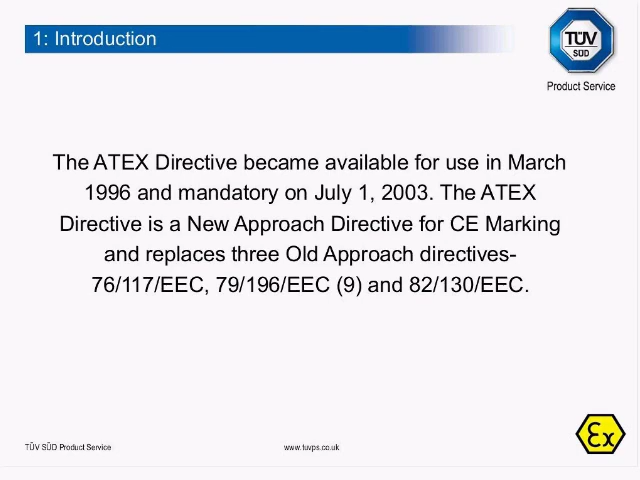 1: Introduction
TÜV
SÜD
Product Service
The ATEX Directive became available for use in March
1996 and mandatory on July 1, 2003. The ATEX
Directive is a New Approach Directive for CE Marking
and replaces three Old Approach directives-
76/117/EEC, 79/196/EEC (9) and 82/130/EEC.
TÜV SÜD Product Service
www.tuvps.co.uk
Ex